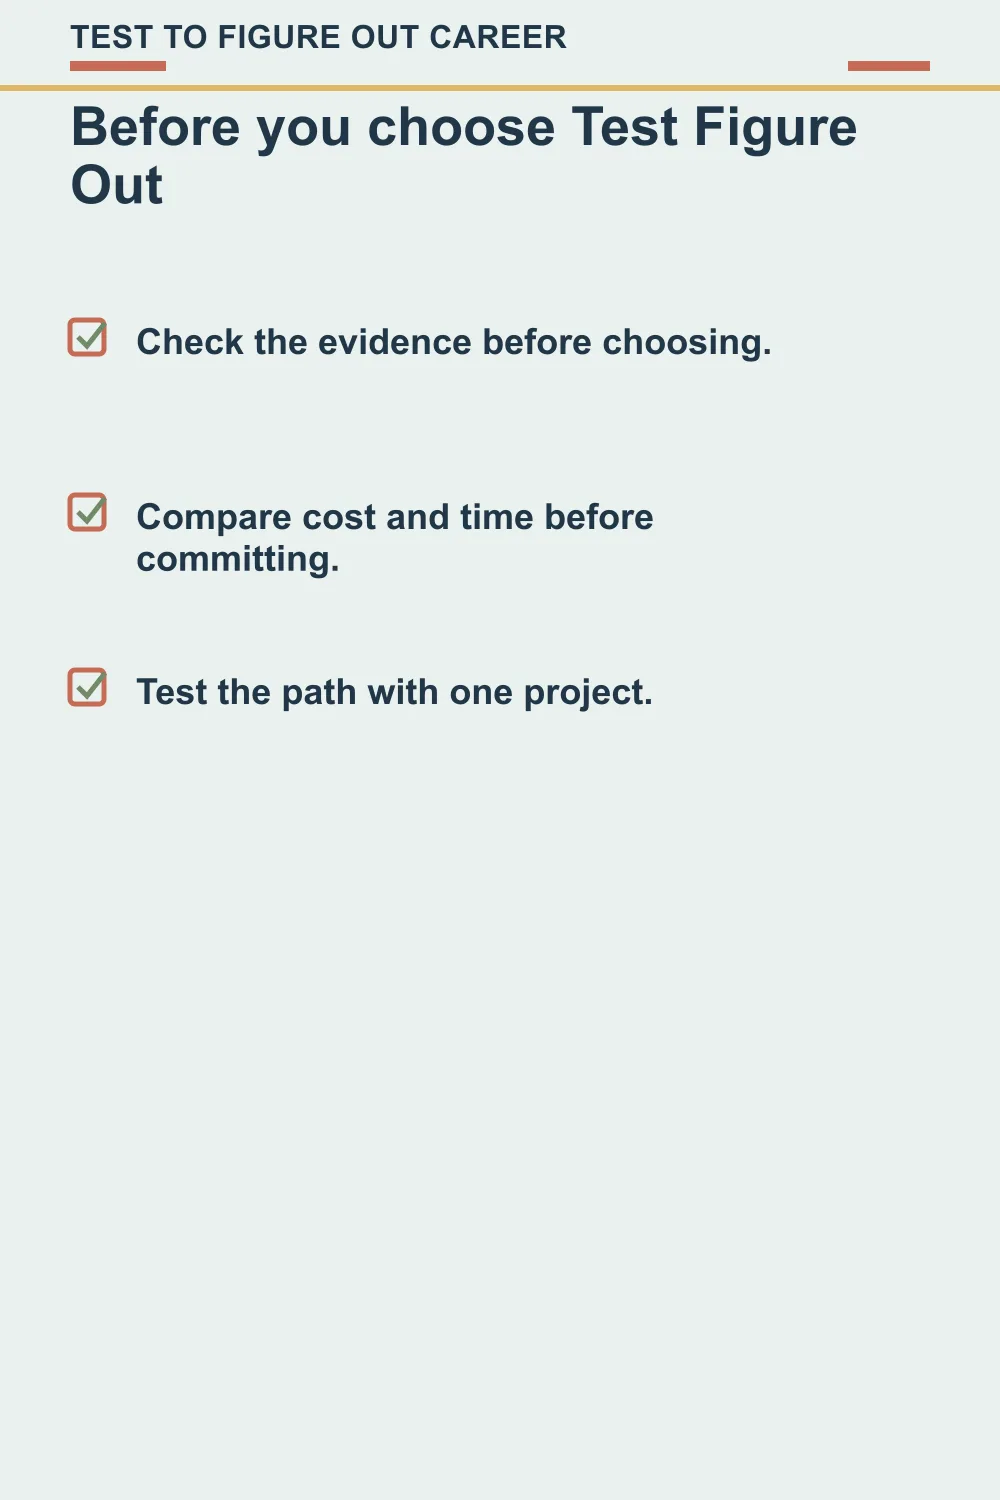 TEST TO FIGURE OUT CAREER
Before you choose Test Figure
Out
Check the evidence before choosing.
Compare cost and time before
committing.
Test the path with one project.